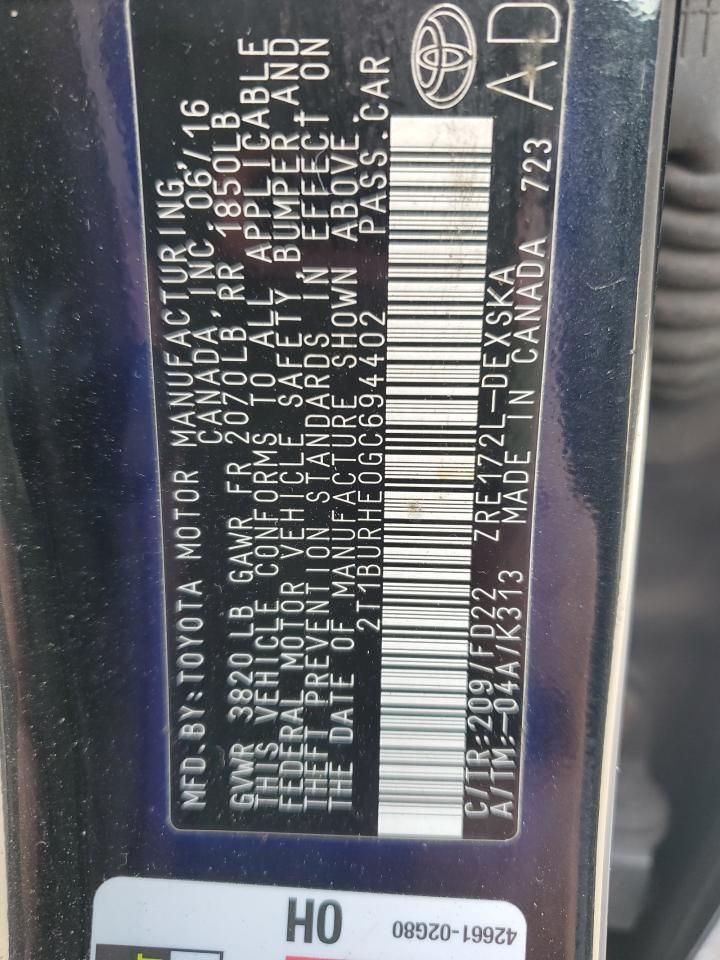 MFD.BY:TOYOTA MOTOR MANUFACTURING,
CANADA,INC. 06/16
GVWR 3820 LB GAWR FR 2070LB,RR 1850LB
THIS VEHICLE CONFORMS TO ALL APPLICABLE
FEDERAL MOTOR VEHICLE SAFETY,BUMPER AND
THEFT PREVENTION STANDARDS IN EFFECT ON
THE DATE OF MANUFACTURE SHOWN ABOVE.
2T1BURHE0GC694402 PASS.CAR
C/TR:209/FD22 ZRE172L-DEXSKA
A/TM:-04A/K313 MADE IN CANADA 723
AD
OH
42661-02G80